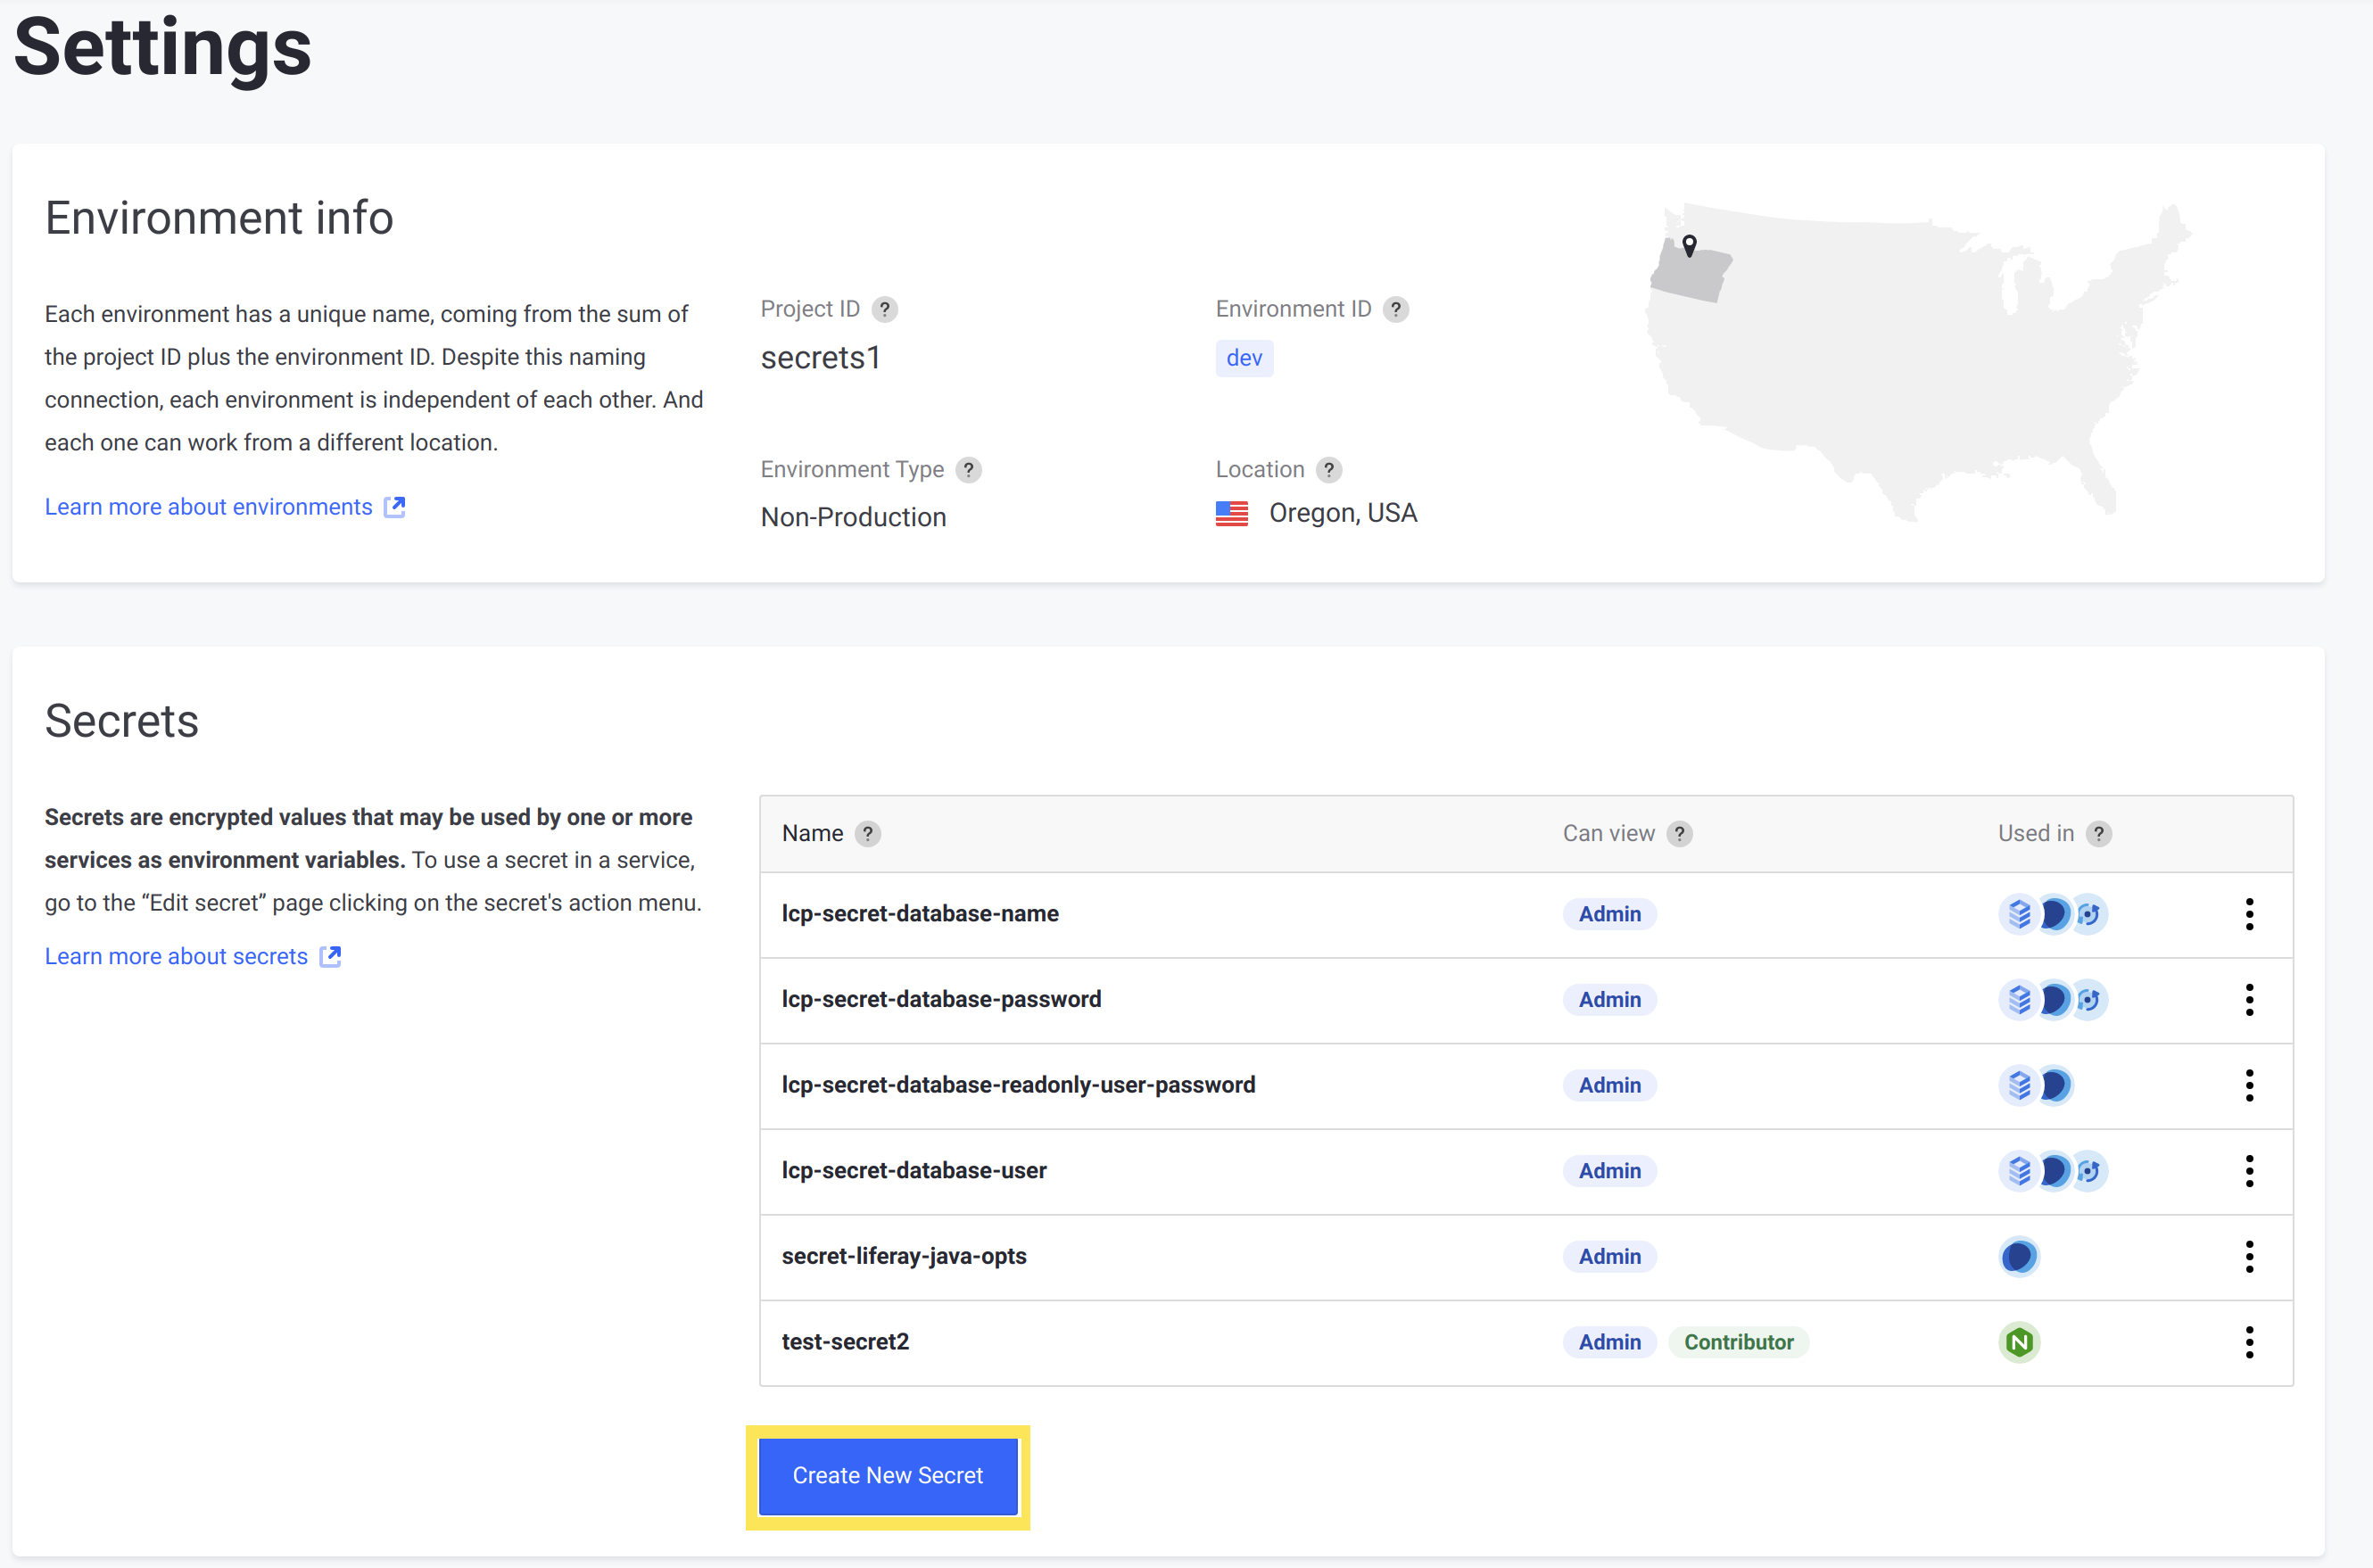 Settings
Environment info
Each environment has a unique name, coming from the sum of
the project ID plus the environment ID. Despite this naming
connection, each environment is independent of each other. And
each one can work from a different location.
Learn more about environments
Project ID ?
secrets1
Environment ID ?
dev
Environment Type ?
Non-Production
Location ?
Oregon, USA
Secrets
Secrets are encrypted values that may be used by one or more
services as environment variables. To use a secret in a service,
go to the “Edit secret” page clicking on the secret's action menu.
Learn more about secrets
Name ? Can view ? Used in ?
lcp-secret-database-name Admin
lcp-secret-database-password Admin
lcp-secret-database-readonly-user-password Admin
lcp-secret-database-user Admin
secret-liferay-java-opts Admin
test-secret2 Admin Contributor N
Create New Secret